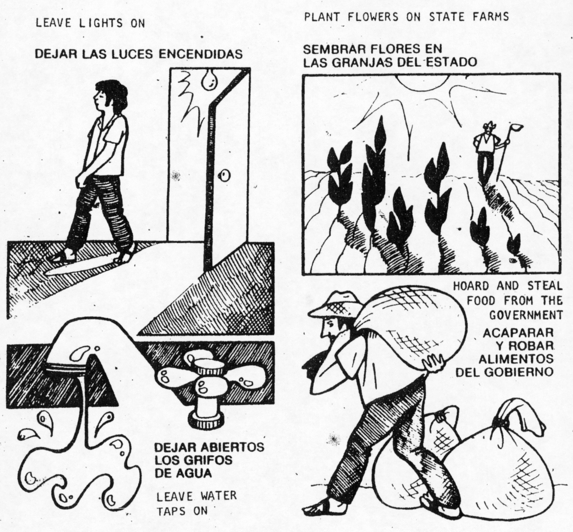 LEAVE LIGHTS ON
DEJAR LAS LUCES ENCENDIDAS
PLANT FLOWERS ON STATE FARMS
SEMBRAR FLORES EN
LAS GRANJAS DEL ESTADO
HOARD AND STEAL
FOOD FROM THE
GOVERNMENT
ACAPARAR
Y ROBAR
ALIMENTOS
DEL GOBIERNO
DEJAR ABIERTOS
LOS GRIFOS
DE AGUA
LEAVE WATER
TAPS ON